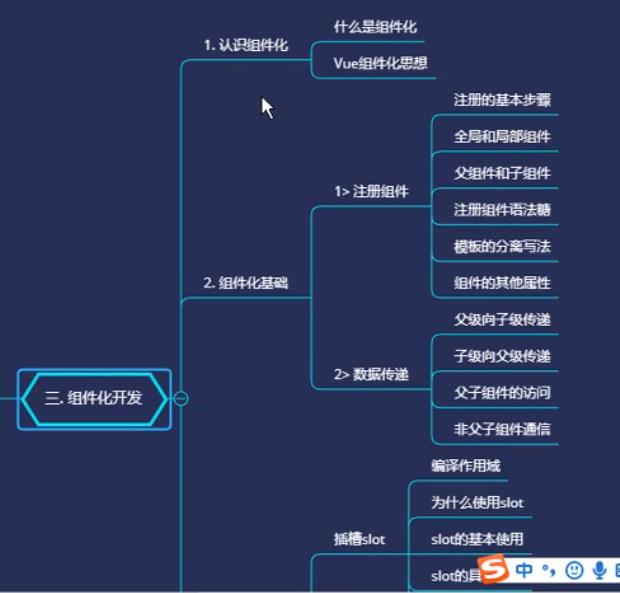 什么是组件化
1. 认识组件化
Vue组件化思想
注册的基本步骤
全局和局部组件
父组件和子组件
1> 注册组件
注册组件语法糖
模板的分离写法
2. 组件化基础
组件的其他属性
父级向子级传递
子级向父级传递
2> 数据传递
父子组件的访问
三. 组件化开发
非父子组件通信
编译作用域
为什么使用slot
插槽slot
slot的基本使用
slot的
中